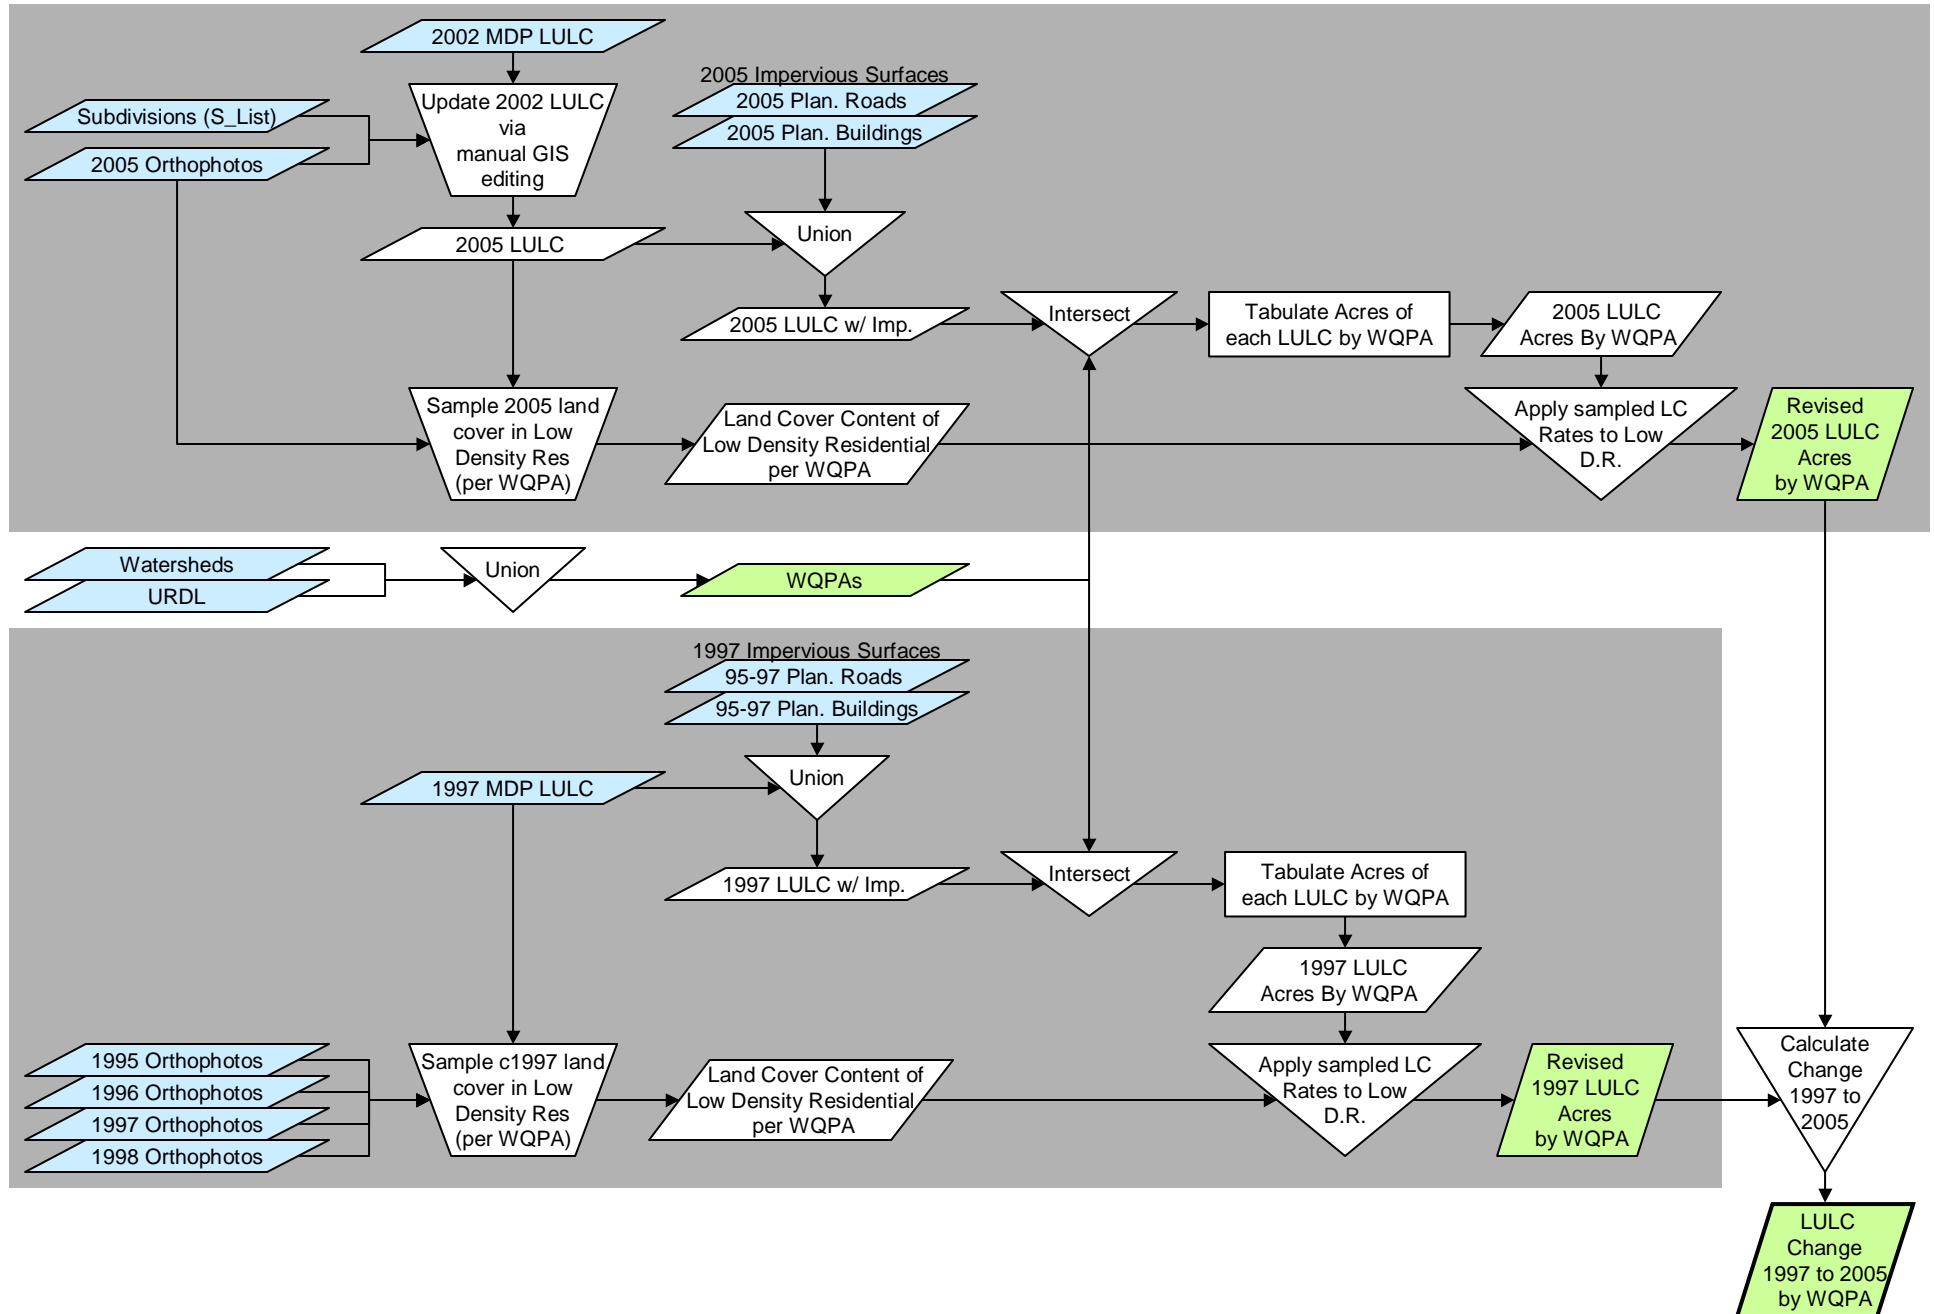 2002 MDP LULC
Subdivisions (S_List)
2005 Orthophotos
Update 2002 LULC
via
manual GIS
editing
2005 Impervious Surfaces
2005 Plan. Roads
2005 Plan. Buildings
2005 LULC
Union
2005 LULC w/ Imp.
Intersect
Tabulate Acres of
each LULC by WQPA
2005 LULC
Acres By WQPA
Sample 2005 land
cover in Low
Density Res
(per WQPA)
Land Cover Content of
Low Density Residential
per WQPA
Apply sampled LC
Rates to Low
D.R.
Revised
2005 LULC
Acres
by WQPA
Watersheds
URDL
Union
WQPAs
1997 Impervious Surfaces
95-97 Plan. Roads
95-97 Plan. Buildings
1997 MDP LULC
Union
1997 LULC w/ Imp.
Intersect
Tabulate Acres of
each LULC by WQPA
1997 LULC
Acres By WQPA
1995 Orthophotos
1996 Orthophotos
1997 Orthophotos
1998 Orthophotos
Sample c1997 land
cover in Low
Density Res
(per WQPA)
Land Cover Content of
Low Density Residential
per WQPA
Apply sampled LC
Rates to Low
D.R.
Revised
1997 LULC
Acres
by WQPA
Calculate
Change
1997 to
2005
LULC
Change
1997 to 2005
by WQPA